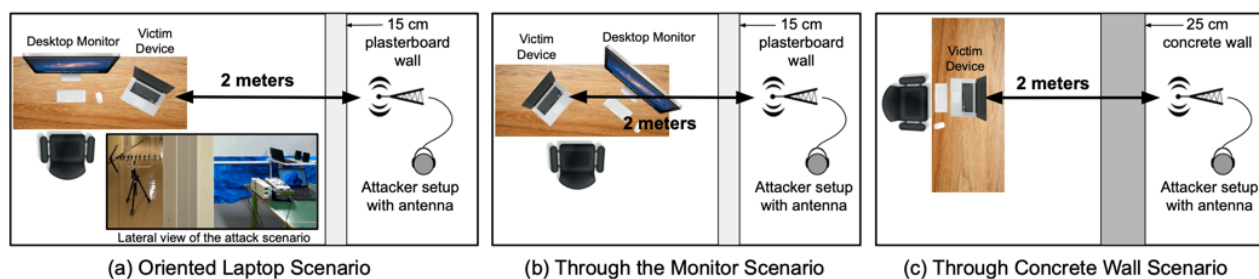 Desktop Monitor
Victim
Device
2 meters
15 cm
plasterboard
wall
Attacker setup
with antenna
Lateral view of the attack scenario
(a) Oriented Laptop Scenario
Victim
Device
Desktop Monitor
2 meters
15 cm
plasterboard
wall
Attacker setup
with antenna
(b) Through the Monitor Scenario
Victim
Device
2 meters
25 cm
concrete wall
Attacker setup
with antenna
(c) Through Concrete Wall Scenario